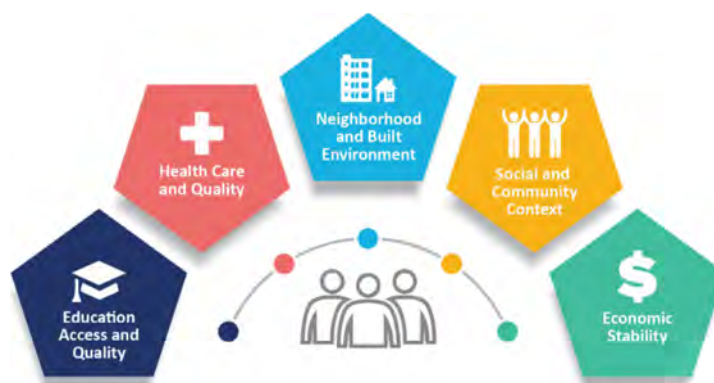 Education
Access and
Quality
Health Care
and Quality
Neighborhood
and Built
Environment
Social and
Community
Context
$
Economic
Stability